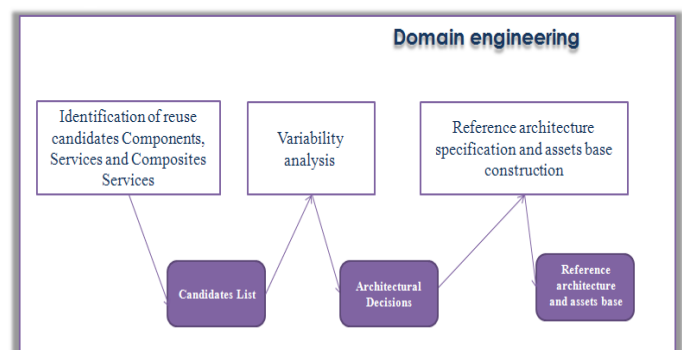 Domain engineering
Identification of reuse
candidates Components,
Services and Composites
Services
Variability
analysis
Reference architecture
specification and assets base
construction
Candidates List
Architectural
Decisions
Reference
architecture
and assets base